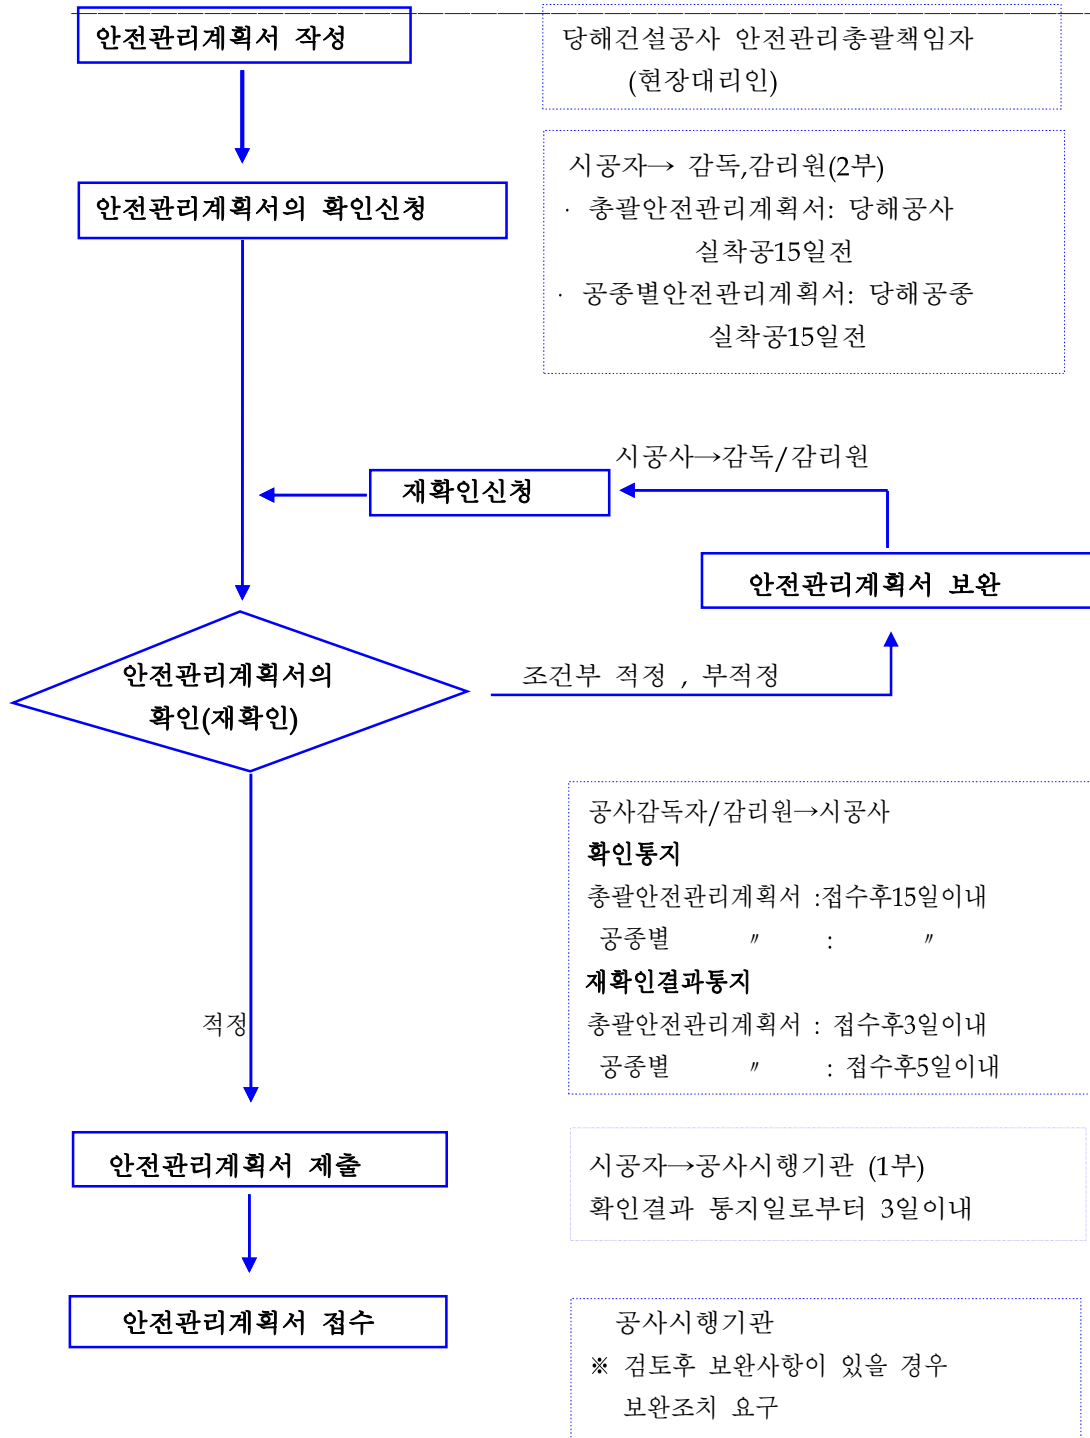 안전관리계획서 작성
당해건설공사 안전관리총괄책임자
(현장대리인)
시공자→ 감독,감리원(2부)
안전관리계획서의 확인신청
· 총괄안전관리계획서: 당해공사
실착공15일전
· 공종별안전관리계획서: 당해공종
실착공15일전
시공사→감독/감리원
재확인신청
안전관리계획서 보완
안전관리계획서의
확인(재확인)
조건부 적정 , 부적정
공사감독자/감리원→시공사
확인통지
총괄안전관리계획서 :접수후15일이내
공종별 〃 : 〃
재확인결과통지
총괄안전관리계획서 : 접수후3일이내
공종별 〃 : 접수후5일이내
적정
안전관리계획서 제출
시공자→공사시행기관 (1부)
확인결과 통지일로부터 3일이내
안전관리계획서 접수
공사시행기관
※ 검토후 보완사항이 있을 경우
보완조치 요구